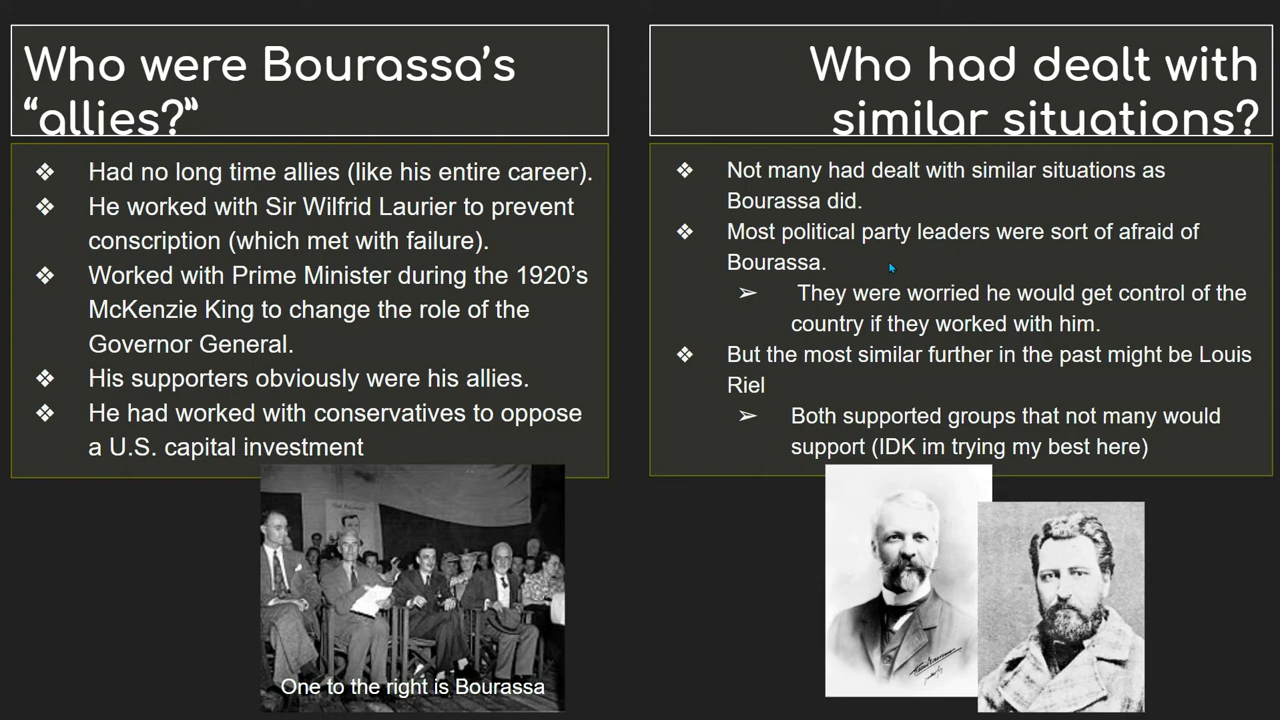 Who were Bourassa's
“allies?”
❖ Had no long time allies (like his entire career).
❖ He worked with Sir Wilfrid Laurier to prevent
conscription (which met with failure).
❖ Worked with Prime Minister during the 1920's
McKenzie King to change the role of the
Governor General.
❖ His supporters obviously were his allies.
❖ He had worked with conservatives to oppose
a U.S. capital investment
One to the right is Bourassa
Who had dealt with
similar situations?
❖ Not many had dealt with similar situations as
Bourassa did.
❖ Most political party leaders were sort of afraid of
Bourassa.
➢ They were worried he would get control of the
country if they worked with him.
❖ But the most similar further in the past might be Louis
Riel
➢ Both supported groups that not many would
support (IDK im trying my best here)